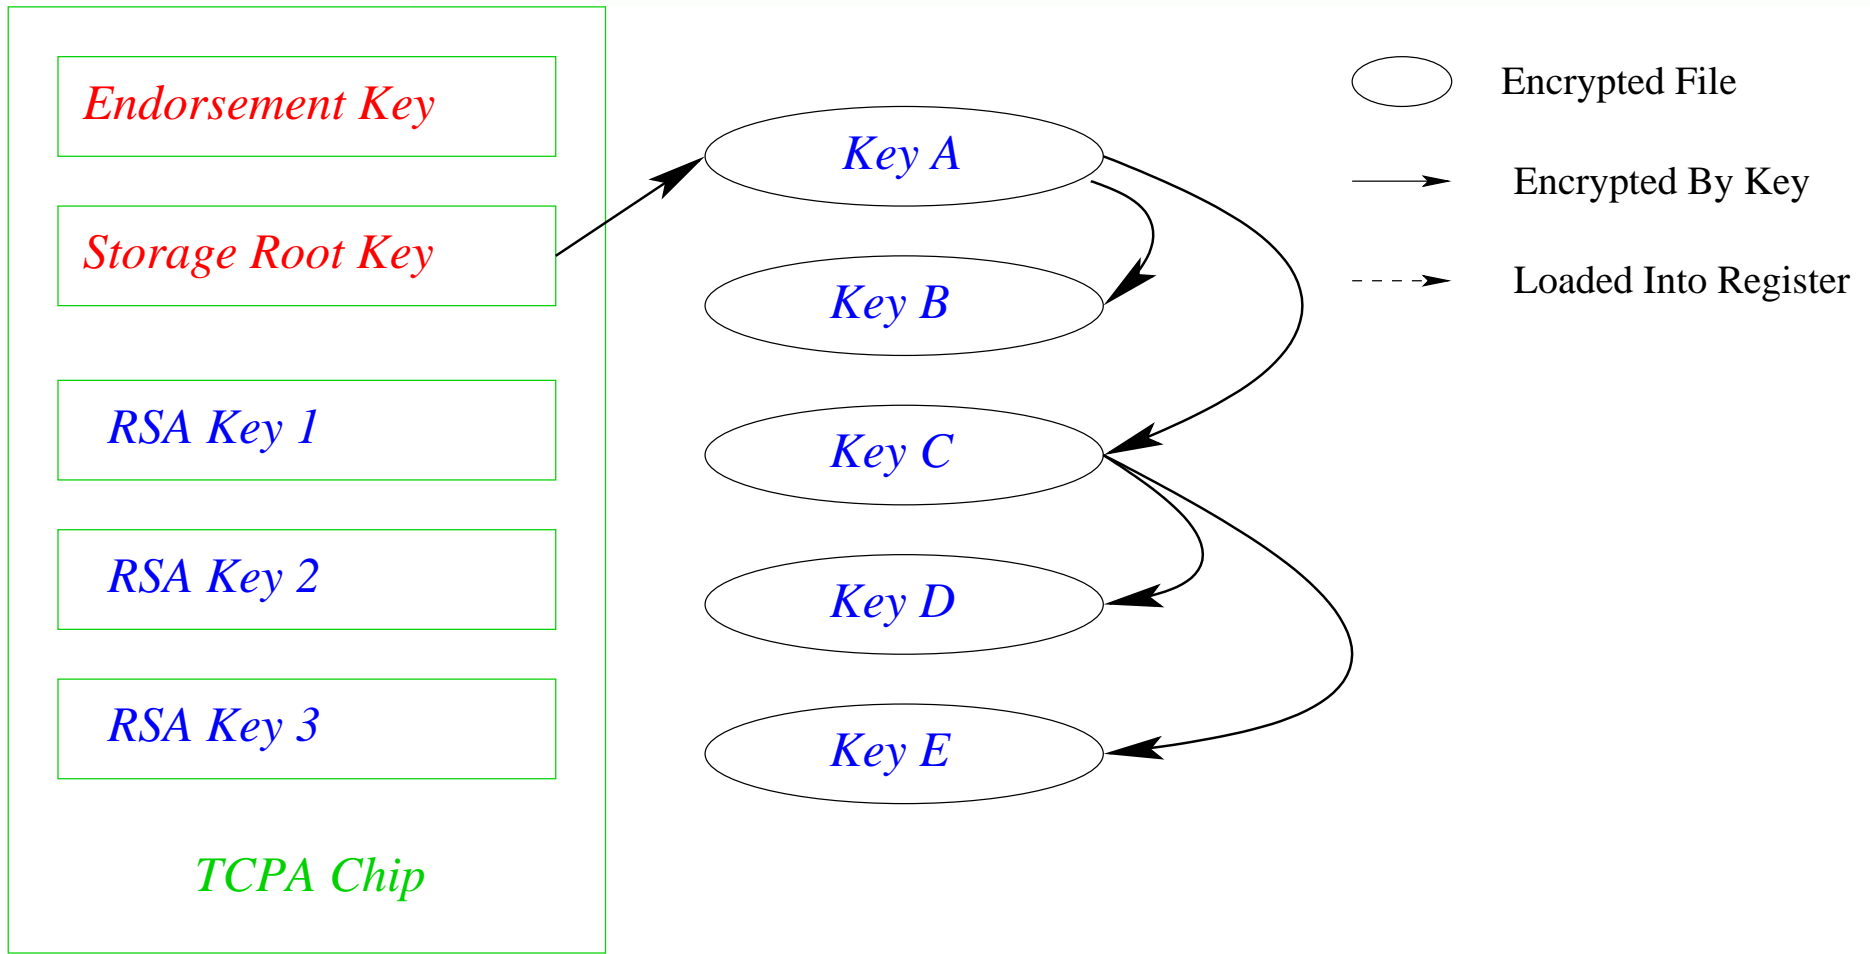 Endorsement Key
Storage Root Key
RSA Key 1
RSA Key 2
RSA Key 3
TCPA Chip
Key A
Key B
Key C
Key D
Key E
Encrypted File
Encrypted By Key
Loaded Into Register